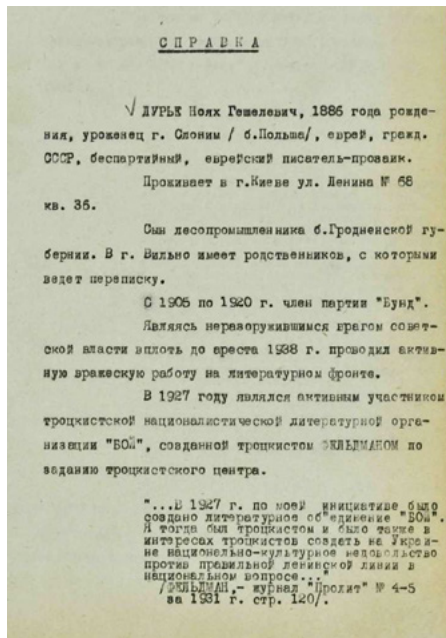 СПРАВКА
√ ЛУРЬЕ Ноях Гешелевич, 1886 года рожде-
ния, уроженец г. Слоним / б.Польша/, еврей, гражд.
СССР, беспартийный, еврейский писатель-прозаик.
Проживает в г.Киеве ул. Ленина № 68
кв. 36.
Сын лесопромышленника б.Гродненской гу-
бернии. В г. Вильно имеет родственников, с которыми
ведет переписку.
С 1905 по 1920 г. член партии "Бунд".
Являясь неразоружившимся врагом совет-
ской власти вплоть до ареста 1938 г. проводил актив-
ную вражескую работу на литературном фронте.
В 1927 году являлся активным участником
троцкистской националистической литературной орга-
низации "БОЙ", созданной троцкистом ФЕЛЬДМАНОМ по
заданию троцкистского центра.
"...В 1927 г. по моей инициативе было
создано литературное об"единение "БОЙ".
Я тогда был троцкистом и было также в
интересах троцкистов создать на Украи-
не национально-культурное недовольство
против правильной ленинской линии в
национальном вопросе..."
/ФЕЛЬДМАН,- журнал "Пролит" № 4-5
за 1931 г. стр. 120/.